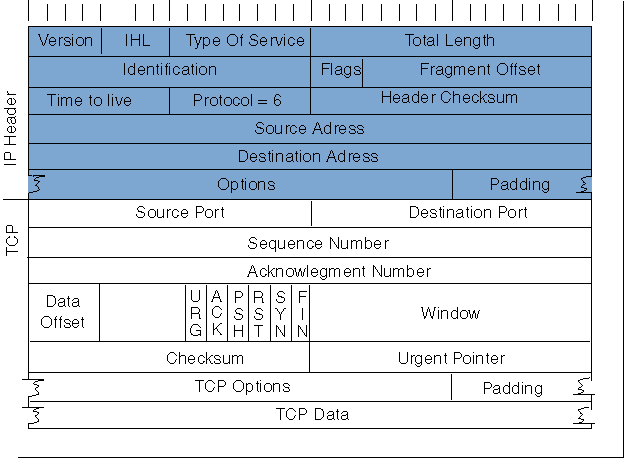 Version IHL Type Of Service Total Length
Identification Flags Fragment Offset
Time to live Protocol = 6 Header Checksum
Source Adress
Destination Adress
Options Padding
IP Header
Source Port Destination Port
Sequence Number
Acknowlegment Number
Data Offset URG ACK PSH RST SYN FIN Window
Checksum Urgent Pointer
TCP Options Padding
TCP Data
TCP